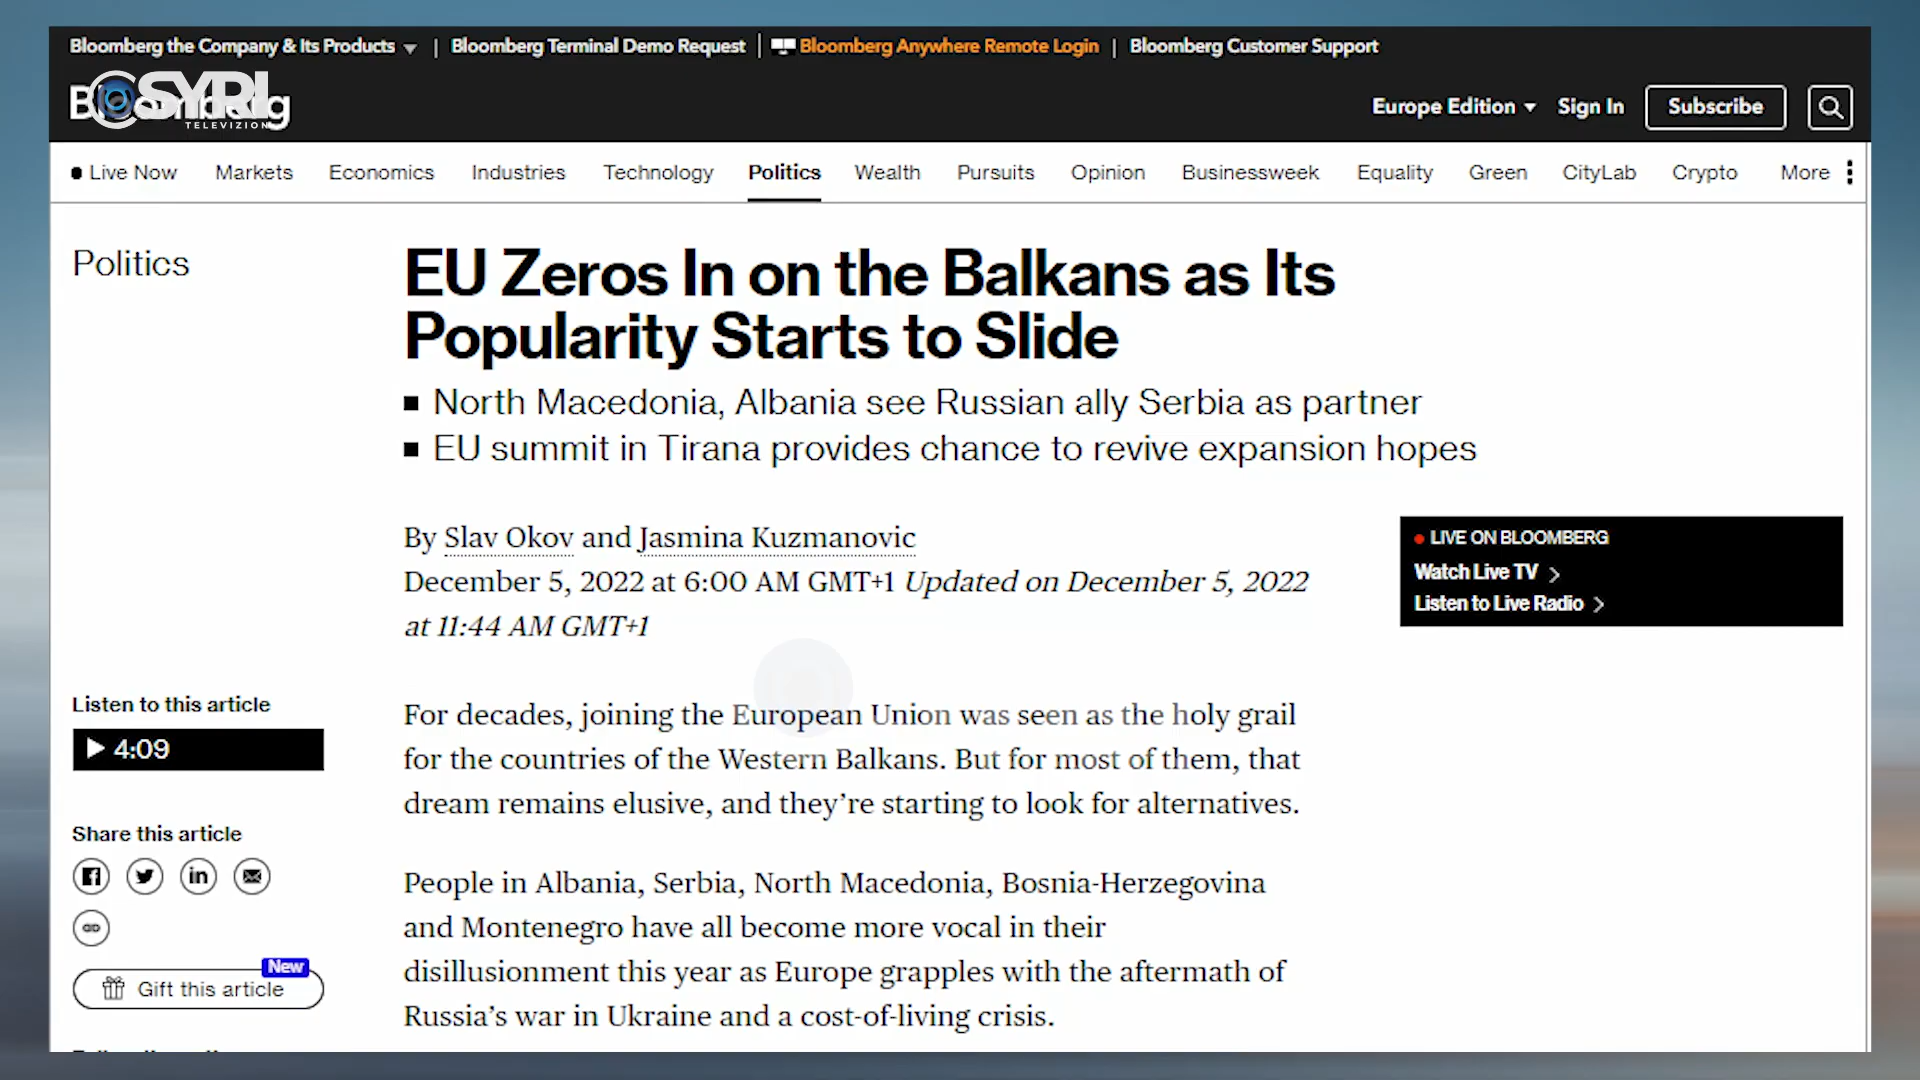 Bloomberg the Company & Its Products | Bloomberg Terminal Demo Request | Bloomberg Anywhere Remote Login | Bloomberg Customer Support
Bloomberg
SYRI
TELEVIZION
Europe Edition Sign In Subscribe
Live Now Markets Economics Industries Technology Politics Wealth Pursuits Opinion Businessweek Equality Green CityLab Crypto More
Politics
EU Zeros In on the Balkans as Its
Popularity Starts to Slide
■ North Macedonia, Albania see Russian ally Serbia as partner
■ EU summit in Tirana provides chance to revive expansion hopes
By Slav Okov and Jasmina Kuzmanovic
December 5, 2022 at 6:00 AM GMT+1 Updated on December 5, 2022
at 11:44 AM GMT+1
LIVE ON BLOOMBERG
Watch Live TV
Listen to Live Radio
Listen to this article
4:09
Share this article
New
Gift this article
For decades, joining the European Union was seen as the holy grail
for the countries of the Western Balkans. But for most of them, that
dream remains elusive, and they’re starting to look for alternatives.
People in Albania, Serbia, North Macedonia, Bosnia-Herzegovina
and Montenegro have all become more vocal in their
disillusionment this year as Europe grapples with the aftermath of
Russia’s war in Ukraine and a cost-of-living crisis.